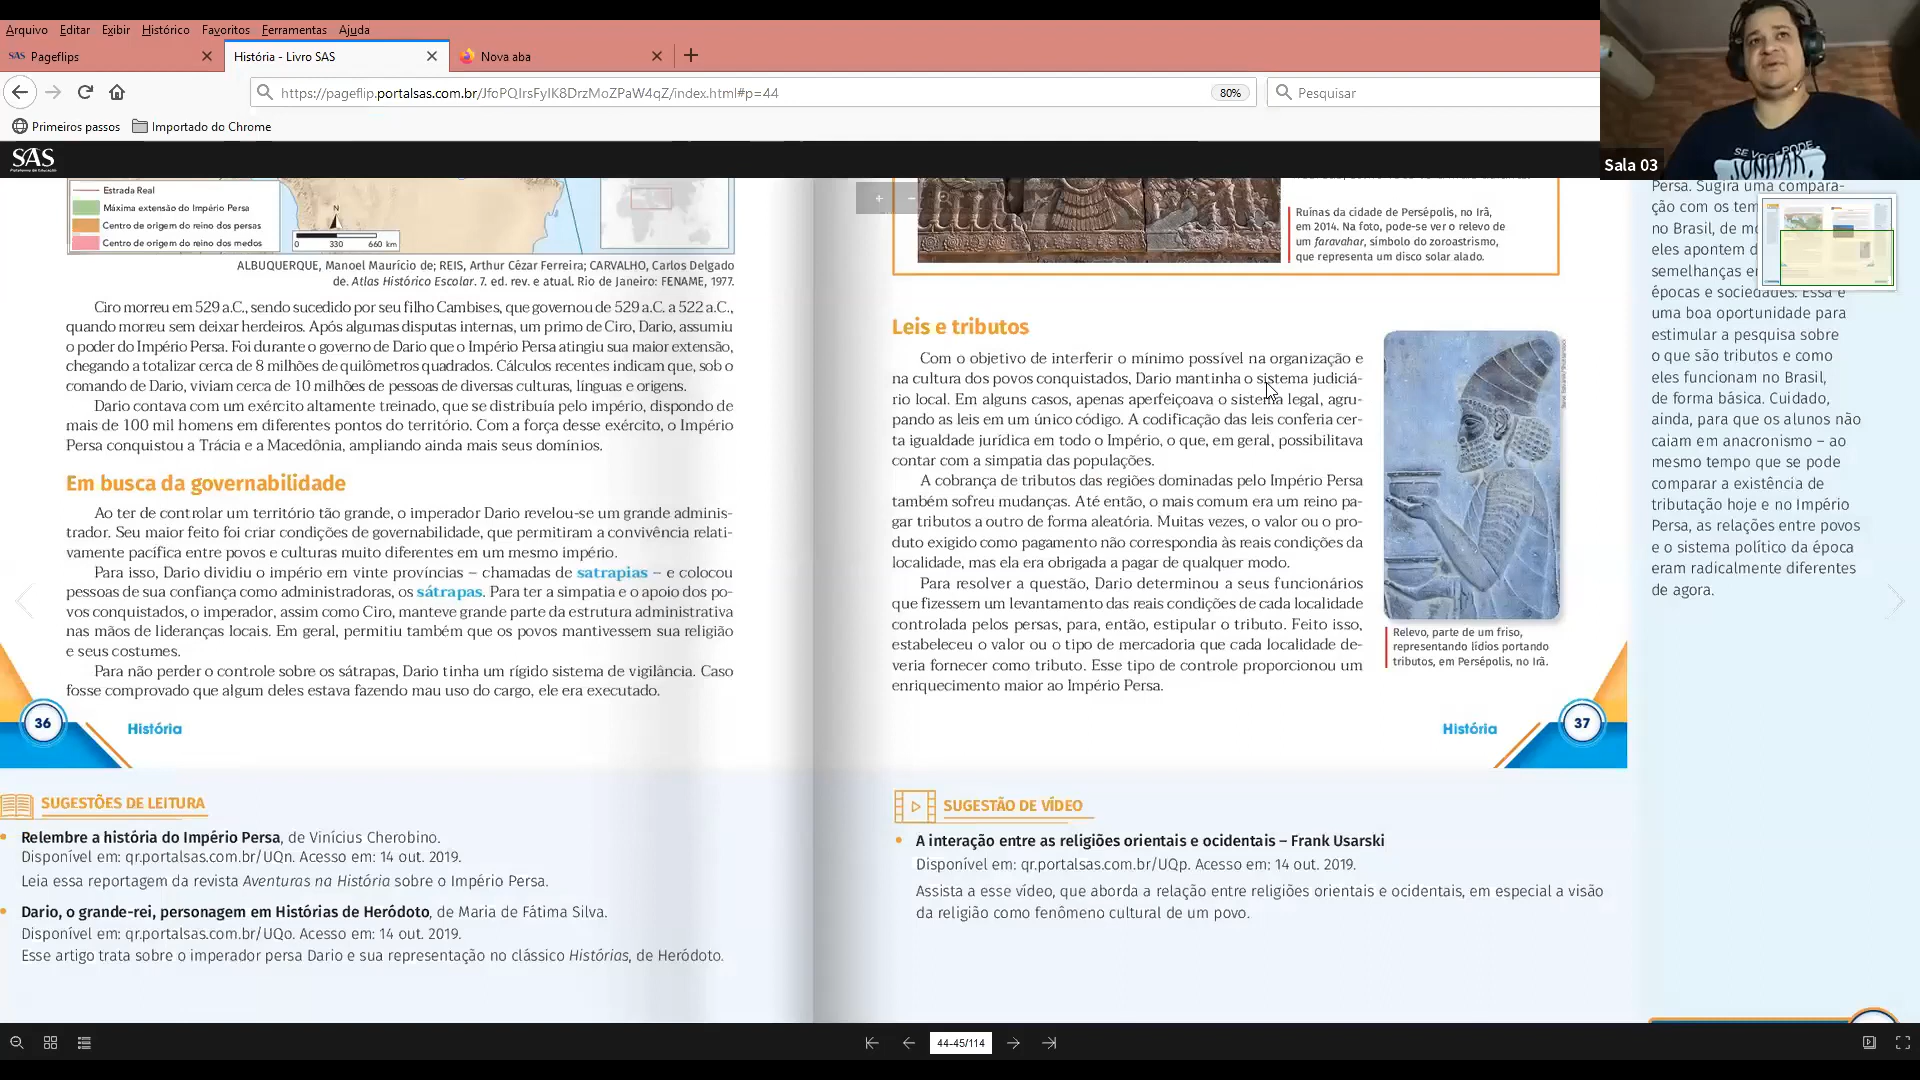 Arquivo Editar Exibir Histórico Favoritos Ferramentas Ajuda
SAS Pageflips
História - Livro SAS
Nova aba
https://pageflip.portalsas.com.br/JfoPQIrsFyIK8DrzMoZPaW4qZ/index.html#p=44
80%
Pesquisar
Primeiros passos
Importado do Chrome
SAS
Plataforma de Educação
Sala 03
SE VOCÊ PODE
SONHAR,
Estrada Real
Máxima extensão do Império Persa
Centro de origem do reino dos persas
Centro de origem do reino dos medos
N
0 330 660 km
ALBUQUERQUE, Manoel Maurício de; REIS, Arthur Cézar Ferreira; CARVALHO, Carlos Delgado
de. Atlas Histórico Escolar. 7. ed. rev. e atual. Rio de Janeiro: FENAME, 1977.
Ciro morreu em 529 a.C., sendo sucedido por seu filho Cambises, que governou de 529 a.C. a 522 a.C.,
quando morreu sem deixar herdeiros. Após algumas disputas internas, um primo de Ciro, Dario, assumiu
o poder do Império Persa. Foi durante o governo de Dario que o Império Persa atingiu sua maior extensão,
chegando a totalizar cerca de 8 milhões de quilômetros quadrados. Cálculos recentes indicam que, sob o
comando de Dario, viviam cerca de 10 milhões de pessoas de diversas culturas, línguas e origens.
Dario contava com um exército altamente treinado, que se distribuía pelo império, dispondo de
mais de 100 mil homens em diferentes pontos do território. Com a força desse exército, o Império
Persa conquistou a Trácia e a Macedônia, ampliando ainda mais seus domínios.
Em busca da governabilidade
Ao ter de controlar um território tão grande, o imperador Dario revelou-se um grande adminis-
trador. Seu maior feito foi criar condições de governabilidade, que permitiram a convivência relati-
vamente pacífica entre povos e culturas muito diferentes em um mesmo império.
Para isso, Dario dividiu o império em vinte províncias – chamadas de satrapias – e colocou
pessoas de sua confiança como administradoras, os sátrapas. Para ter a simpatia e o apoio dos po-
vos conquistados, o imperador, assim como Ciro, manteve grande parte da estrutura administrativa
nas mãos de lideranças locais. Em geral, permitiu também que os povos mantivessem sua religião
e seus costumes.
Para não perder o controle sobre os sátrapas, Dario tinha um rígido sistema de vigilância. Caso
fosse comprovado que algum deles estava fazendo mau uso do cargo, ele era executado.
36
História
SUGESTÕES DE LEITURA
• Relembre a história do Império Persa, de Vinícius Cherobino.
Disponível em: qr.portalsas.com.br/UQn. Acesso em: 14 out. 2019.
Leia essa reportagem da revista Aventuras na História sobre o Império Persa.
• Dario, o grande-rei, personagem em Histórias de Heródoto, de Maria de Fátima Silva.
Disponível em: qr.portalsas.com.br/UQo. Acesso em: 14 out. 2019.
Esse artigo trata sobre o imperador persa Dario e sua representação no clássico Histórias, de Heródoto.
Ruínas da cidade de Persépolis, no Irã,
em 2014. Na foto, pode-se ver o relevo de
um faravahar, símbolo do zoroastrismo,
que representa um disco solar alado.
Leis e tributos
Com o objetivo de interferir o mínimo possível na organização e
na cultura dos povos conquistados, Dario mantinha o sistema judiciá-
rio local. Em alguns casos, apenas aperfeiçoava o sistema legal, agru-
pando as leis em um único código. A codificação das leis conferia cer-
ta igualdade jurídica em todo o Império, o que, em geral, possibilitava
contar com a simpatia das populações.
A cobrança de tributos das regiões dominadas pelo Império Persa
também sofreu mudanças. Até então, o mais comum era um reino pa-
gar tributos a outro de forma aleatória. Muitas vezes, o valor ou o pro-
duto exigido como pagamento não correspondia às reais condições da
localidade, mas ela era obrigada a pagar de qualquer modo.
Para resolver a questão, Dario determinou a seus funcionários
que fizessem um levantamento das reais condições de cada localidade
controlada pelos persas, para, então, estipular o tributo. Feito isso,
estabeleceu o valor ou o tipo de mercadoria que cada localidade de-
veria fornecer como tributo. Esse tipo de controle proporcionou um
enriquecimento maior ao Império Persa.
Relevo, parte de um friso,
representando lídios portando
tributos, em Persépolis, no Irã.
História
37
SUGESTÃO DE VÍDEO
• A interação entre as religiões orientais e ocidentais – Frank Usarski
Disponível em: qr.portalsas.com.br/UQp. Acesso em: 14 out. 2019.
Assista a esse vídeo, que aborda a relação entre religiões orientais e ocidentais, em especial a visão
da religião como fenômeno cultural de um povo.
Persa. Sugira uma compara-
ção com os tem
no Brasil, de mo
eles apontem d
semelhanças en
épocas e sociedades. Essa é
uma boa oportunidade para
estimular a pesquisa sobre
o que são tributos e como
eles funcionam no Brasil,
de forma básica. Cuidado,
ainda, para que os alunos não
caiam em anacronismo – ao
mesmo tempo que se pode
comparar a existência de
tributação hoje e no Império
Persa, as relações entre povos
e o sistema político da época
eram radicalmente diferentes
de agora.
44-45/114